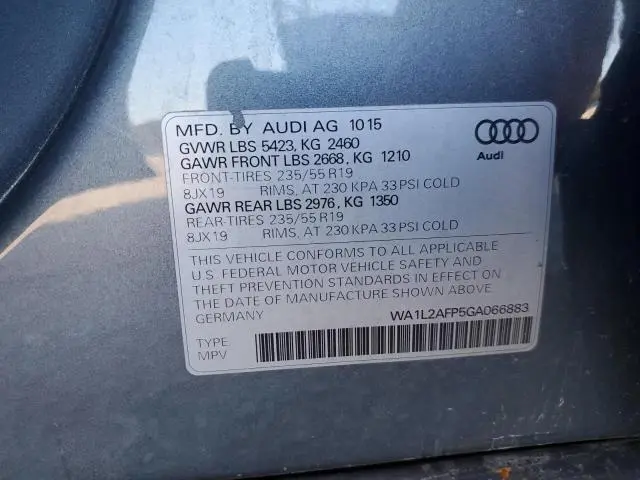 MFD. BY AUDI AG 1015
GVWR LBS 5423, KG 2460
GAWR FRONT LBS 2668, KG 1210
FRONT-TIRES 235/55 R19
8JX19 RIMS, AT 230 KPA 33 PSI COLD
GAWR REAR LBS 2976, KG 1350
REAR-TIRES 235/55 R19
8JX19 RIMS, AT 230 KPA 33 PSI COLD
Audi
THIS VEHICLE CONFORMS TO ALL APPLICABLE
U.S. FEDERAL MOTOR VEHICLE SAFETY AND
THEFT PREVENTION STANDARDS IN EFFECT ON
THE DATE OF MANUFACTURE SHOWN ABOVE.
GERMANY WA1L2AFP5GA066883
TYPE
MPV